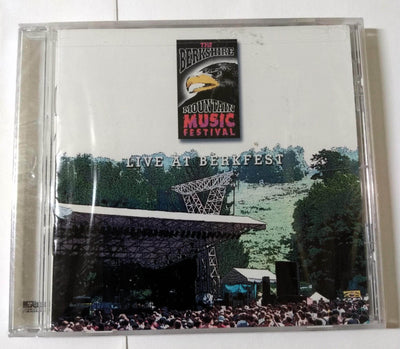 THE
BERKSHIRE
MOUNTAIN
MUSIC
FESTIVAL
LIVE AT BERKFEST